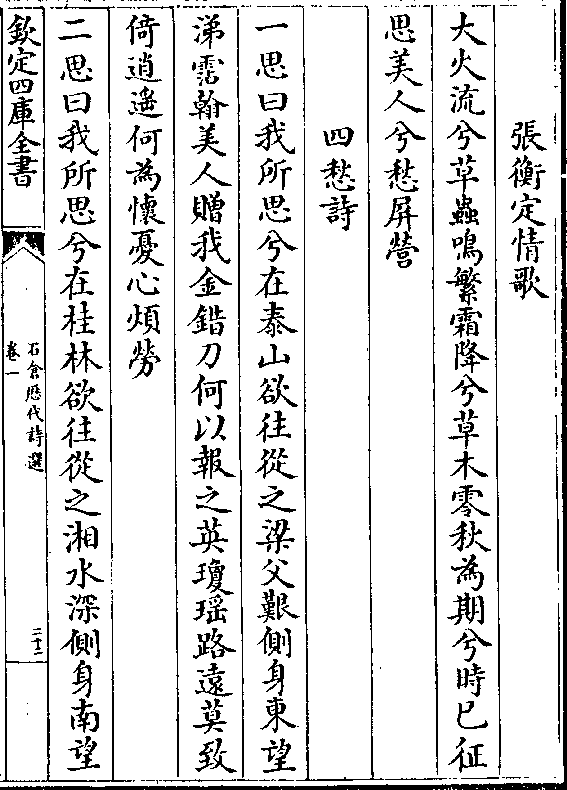 張衡定情歌
大火流兮草蟲鳴繁霜降兮草木零秋為期兮時已征
思美人兮愁屏營
四愁詩
一思曰我所思兮在泰山欲往從之梁父艱側身東望
涕霑翰美人贈我金錯刀何以報之英瓊瑶路遠莫致
倚逍遥何為懷憂心煩勞
二思曰我所思兮在桂林欲往從之湘水深側身南望
欽定四庫全書
石倉歴代詩選
卷一
二十二